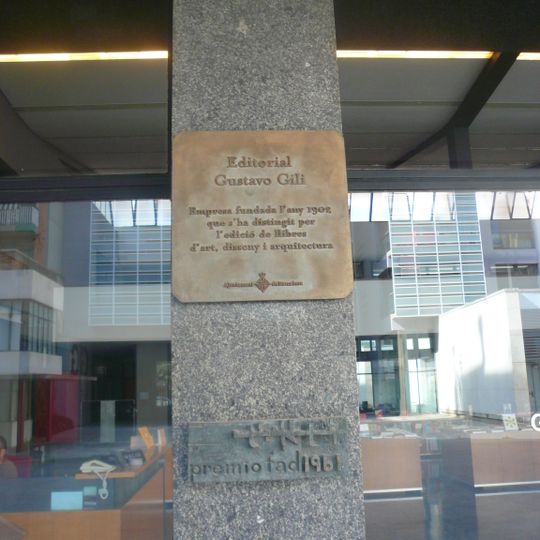 Editorial
Gustavo Gili
Empresa fundada l'any 1902
que s'ha distingit per
l'edició de llibres
d'art, disseny i arquitectura
Ajuntament de Barcelona
premio fad 1961
G